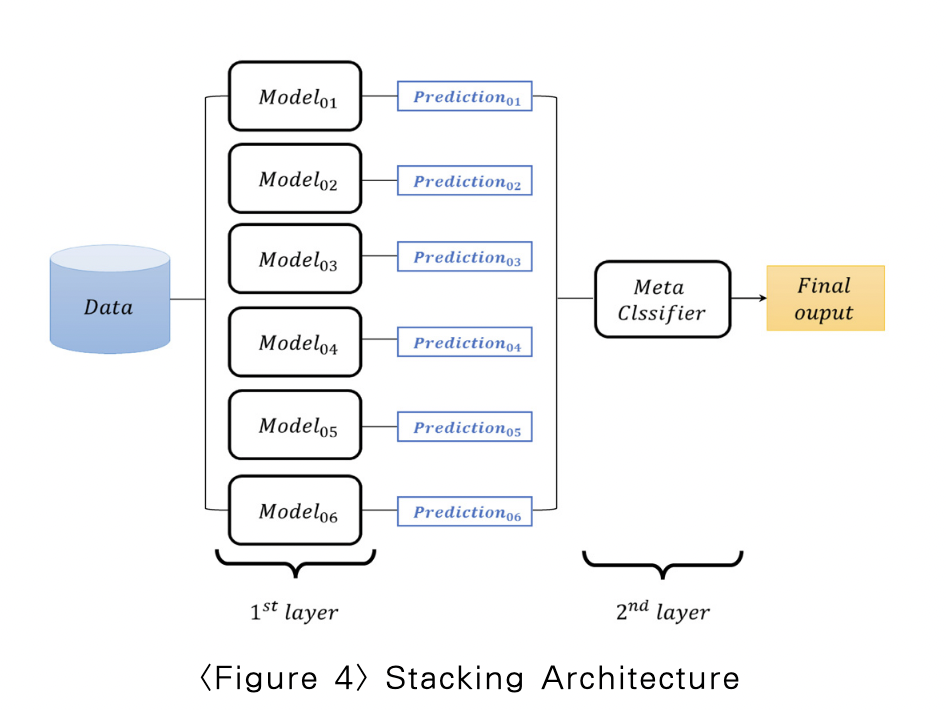 Model01
Prediction01
Model02
Prediction02
Model03
Prediction03
Data
Meta
Clssifier
Final
ouput
Model04
Prediction04
Model05
Prediction05
Model06
Prediction06
1st layer
2nd layer
〈Figure 4〉 Stacking Architecture